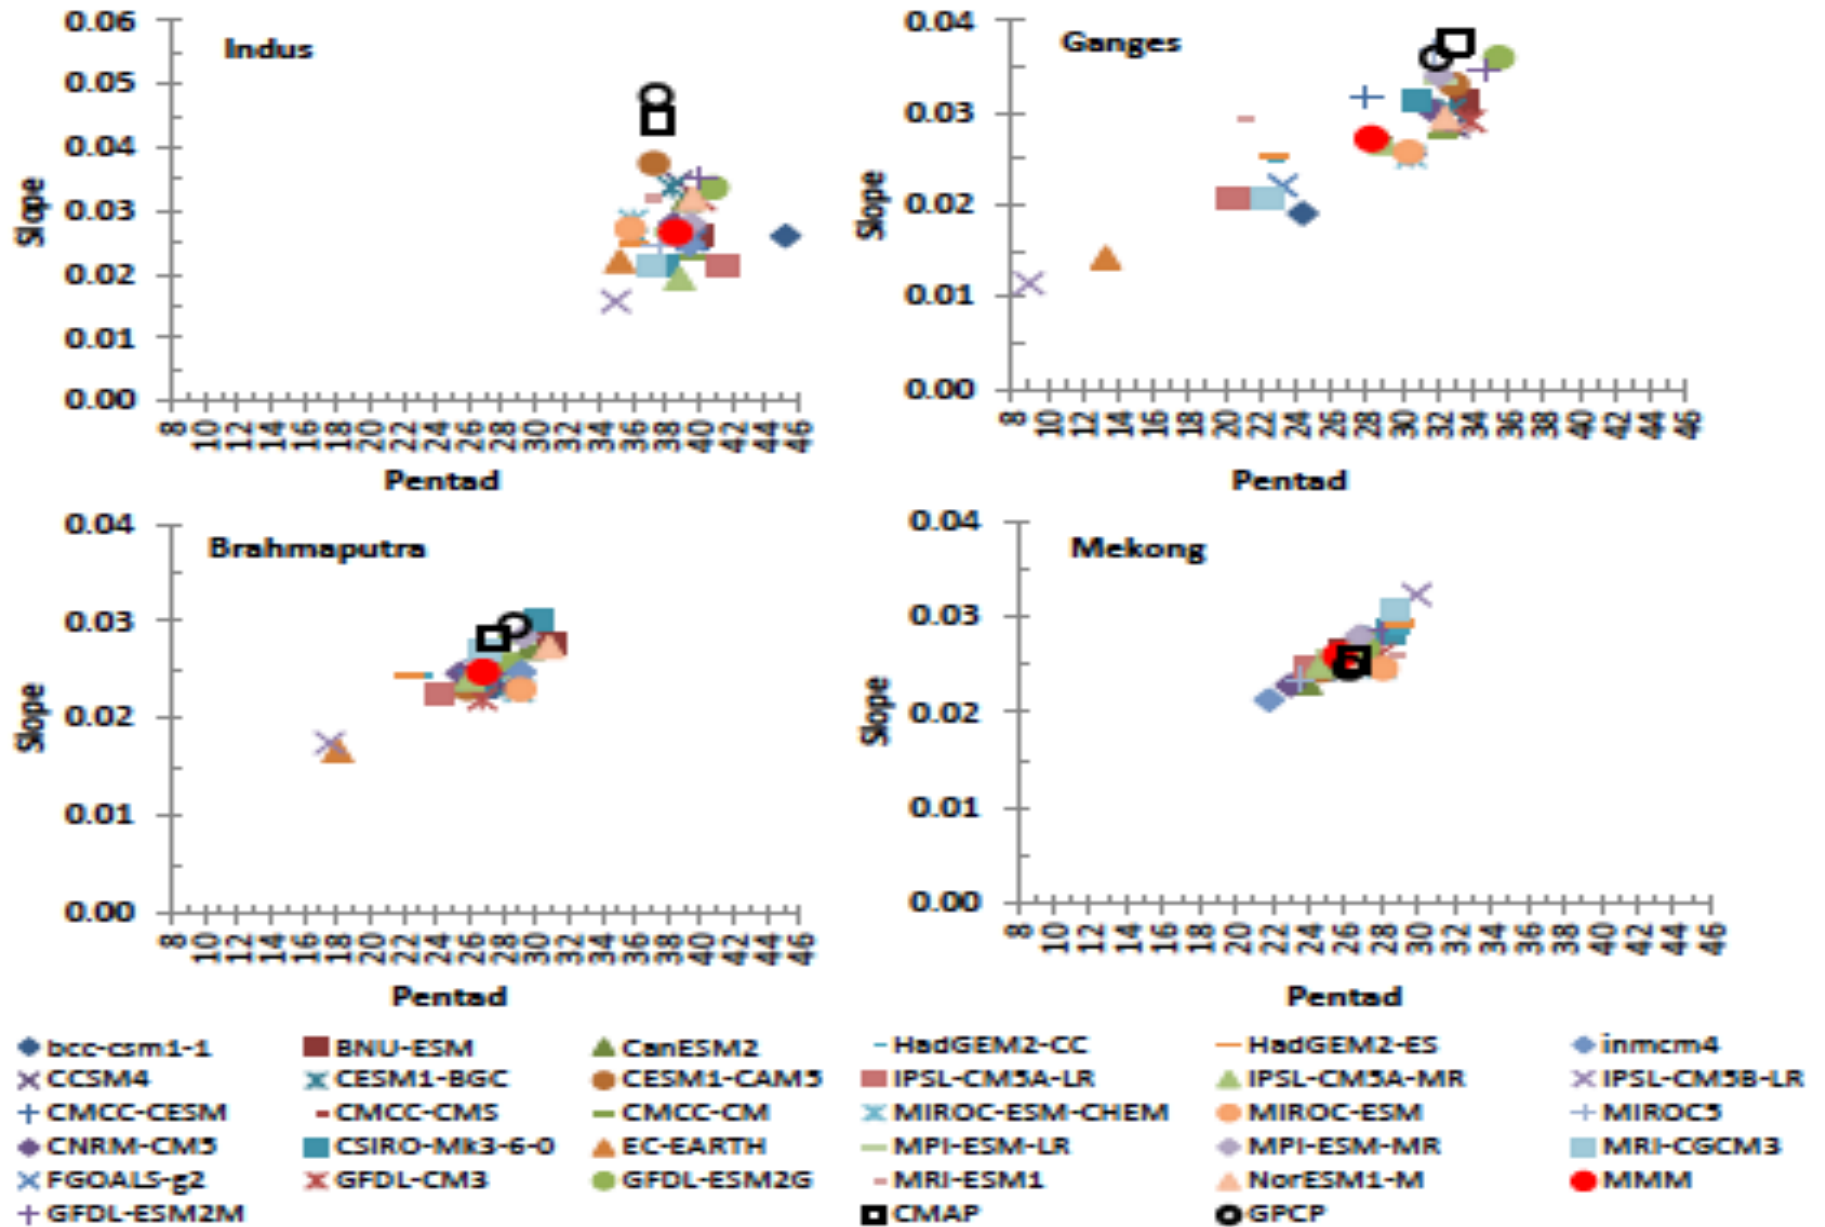 Indus
Slope
0.06
0.05
0.04
0.03
0.02
0.01
0.00
8 10 12 14 16 18 20 22 24 26 28 30 32 34 36 38 40 42 44 46
Pentad
Ganges
Slope
0.04
0.03
0.02
0.01
0.00
8 10 12 14 16 18 20 22 24 26 28 30 32 34 36 38 40 42 44 46
Pentad
Brahmaputra
Slope
0.04
0.03
0.02
0.01
0.00
8 10 12 14 16 18 20 22 24 26 28 30 32 34 36 38 40 42 44 46
Pentad
Mekong
Slope
0.04
0.03
0.02
0.01
0.00
8 10 12 14 16 18 20 22 24 26 28 30 32 34 36 38 40 42 44 46
Pentad
bcc-csm1-1 BNU-ESM CanESM2 HadGEM2-CC HadGEM2-ES inmcm4
CCSM4 CESM1-BGC CESM1-CAM5 IPSL-CM5A-LR IPSL-CM5A-MR IPSL-CM5B-LR
CMCC-CESM CMCC-CMS CMCC-CM MIROC-ESM-CHEM MIROC-ESM MIROC5
CNRM-CM5 CSIRO-Mk3-6-0 EC-EARTH MPI-ESM-LR MPI-ESM-MR MRI-CGCM3
FGOALS-g2 GFDL-CM3 GFDL-ESM2G MRI-ESM1 NorESM1-M MMM
GFDL-ESM2M CMAP GPCP